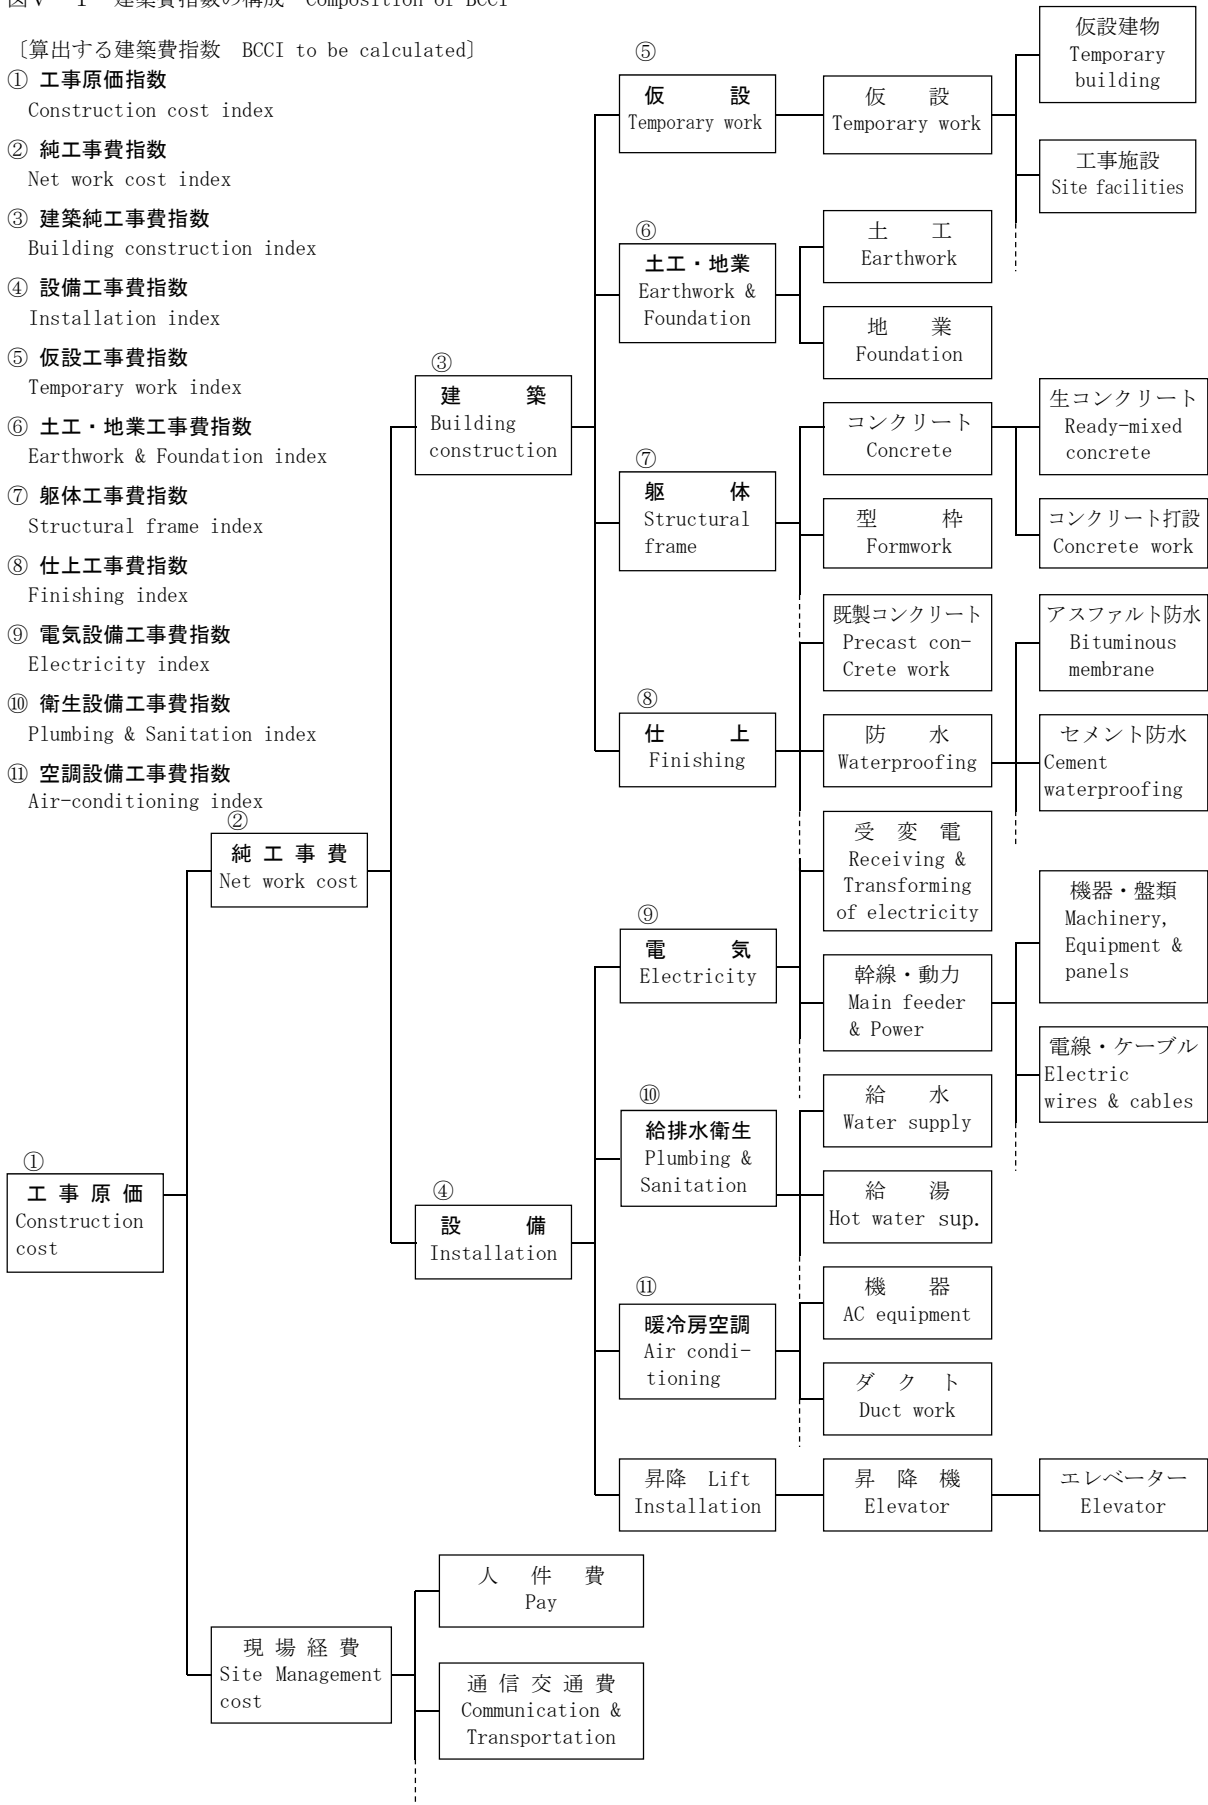 図Ⅴ－１　建築費指数の構成　Composition of BCCI
〔算出する建築費指数　BCCI to be calculated〕
① 工事原価指数
Construction cost index
② 純工事費指数
Net work cost index
③ 建築純工事費指数
Building construction index
④ 設備工事費指数
Installation index
⑤ 仮設工事費指数
Temporary work index
⑥ 土工・地業工事費指数
Earthwork & Foundation index
⑦ 躯体工事費指数
Structural frame index
⑧ 仕上工事費指数
Finishing index
⑨ 電気設備工事費指数
Electricity index
⑩ 衛生設備工事費指数
Plumbing & Sanitation index
⑪ 空調設備工事費指数
Air-conditioning index
①
工 事 原 価
Construction
cost
②
純 工 事 費
Net work cost
現 場 経 費
Site Management
cost
③
建　　築
Building
construction
④
設　　備
Installation
人　件　費
Pay
通 信 交 通 費
Communication &
Transportation
⑤
仮　　設
Temporary work
⑥
土工・地業
Earthwork &
Foundation
⑦
躯　　体
Structural
frame
⑧
仕　　上
Finishing
⑨
電　　気
Electricity
⑩
給排水衛生
Plumbing &
Sanitation
⑪
暖冷房空調
Air condi-
tioning
昇降 Lift
Installation
仮　　設
Temporary work
土　　工
Earthwork
地　　業
Foundation
コンクリート
Concrete
型　　枠
Formwork
既製コンクリート
Precast con-
Crete work
防　　水
Waterproofing
受 変 電
Receiving &
Transforming
of electricity
幹線・動力
Main feeder
& Power
給　　水
Water supply
給　　湯
Hot water sup.
機　　器
AC equipment
ダ ク ト
Duct work
昇 降 機
Elevator
仮設建物
Temporary
building
工事施設
Site facilities
生コンクリート
Ready-mixed
concrete
コンクリート打設
Concrete work
アスファルト防水
Bituminous
membrane
セメント防水
Cement
waterproofing
機器・盤類
Machinery,
Equipment &
panels
電線・ケーブル
Electric
wires & cables
エレベーター
Elevator